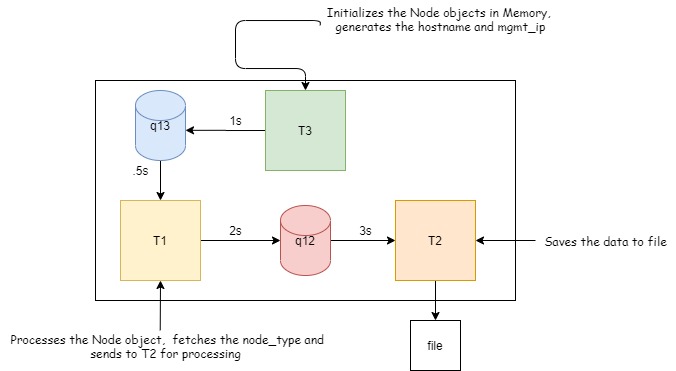 Initializes the Node objects in Memory,
generates the hostname and mgmt_ip
q13
1s
T3
.5s
T1
2s
q12
3s
T2
Saves the data to file
Processes the Node object, fetches the node_type and
sends to T2 for processing
file